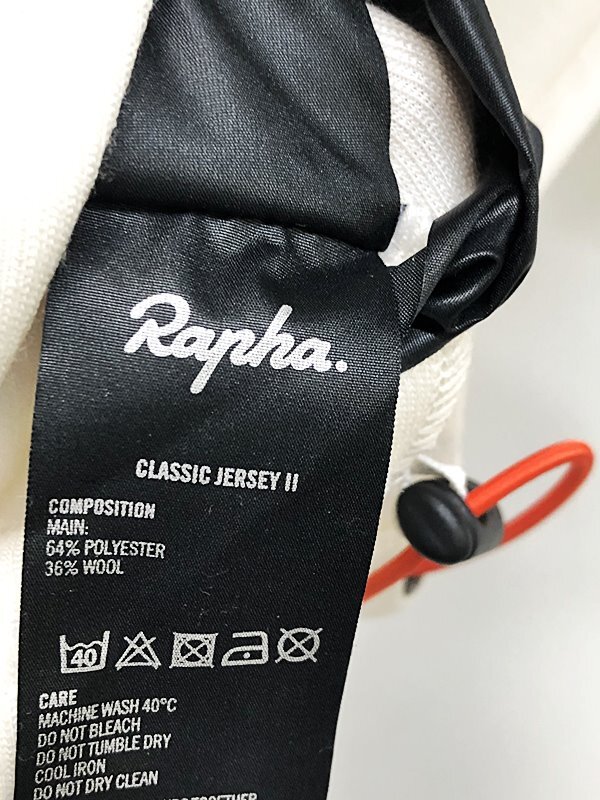 Rapha.
CLASSIC JERSEY II
COMPOSITION
MAIN:
64% POLYESTER
36% WOOL
40
CARE
MACHINE WASH 40°C
DO NOT BLEACH
DO NOT TUMBLE DRY
COOL IRON
DO NOT DRY CLEAN
TOGETHER